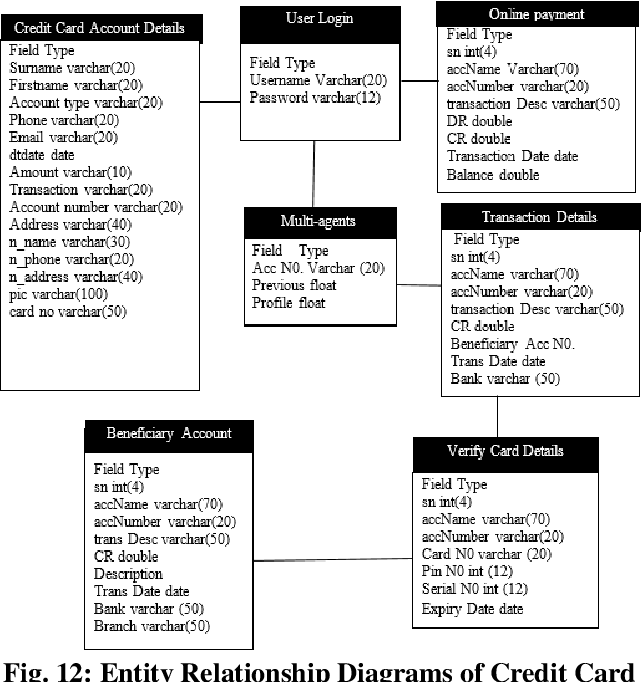 Credit Card Account Details
Field Type
Surname varchar(20)
Firstname varchar(20)
Account type varchar(20)
Phone varchar(20)
Email varchar(20)
dtdate date
Amount varchar(10)
Transaction varchar(20)
Account number varchar(20)
Address varchar(40)
n_name varchar(30)
n_phone varchar(20)
n_address varchar(40)
pic varchar(100)
card no varchar(50)
User Login
Field Type
Username Varchar(20)
Password varchar(12)
Online payment
Field Type
sn int(4)
accName Varchar(70)
accNumber varchar(20)
transaction Desc varchar(50)
DR double
CR double
Transaction Date date
Balance double
Multi-agents
Field Type
Acc N0. Varchar (20)
Previous float
Profile float
Transaction Details
Field Type
sn int(4)
accName varchar(70)
accNumber varchar(20)
transaction Desc varchar(50)
CR double
Beneficiary Acc N0.
Trans Date date
Bank varchar (50)
Beneficiary Account
Field Type
sn int(4)
accName varchar(70)
accNumber varchar(20)
trans Desc varchar(50)
CR double
Description
Trans Date date
Bank varchar (50)
Branch varchar(50)
Verify Card Details
Field Type
sn int(4)
accName varchar(70)
accNumber varchar(20)
Card N0 varchar (20)
Pin N0 int (12)
Serial N0 int (12)
Expiry Date date
Fig. 12: Entity Relationship Diagrams of Credit Card